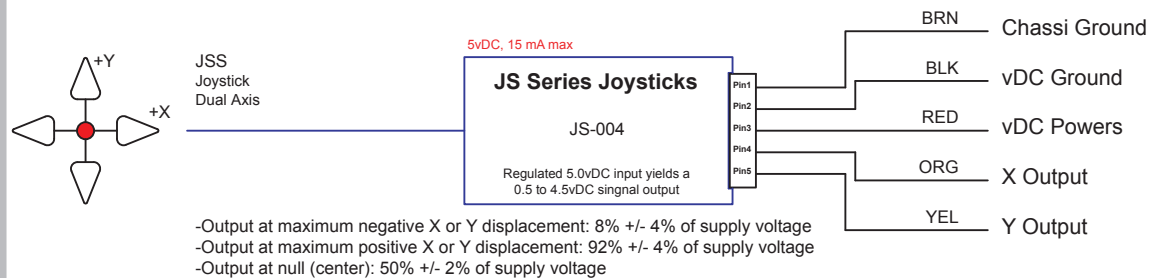 +Y
+X
JSS
Joystick
Dual Axis
5vDC, 15 mA max
JS Series Joysticks
JS-004
Regulated 5.0vDC input yields a
0.5 to 4.5vDC singnal output
Pin1
Pin2
Pin3
Pin4
Pin5
BRN Chassi Ground
BLK vDC Ground
RED vDC Powers
ORG X Output
YEL Y Output
-Output at maximum negative X or Y displacement: 8% +/- 4% of supply voltage
-Output at maximum positive X or Y displacement: 92% +/- 4% of supply voltage
-Output at null (center): 50% +/- 2% of supply voltage